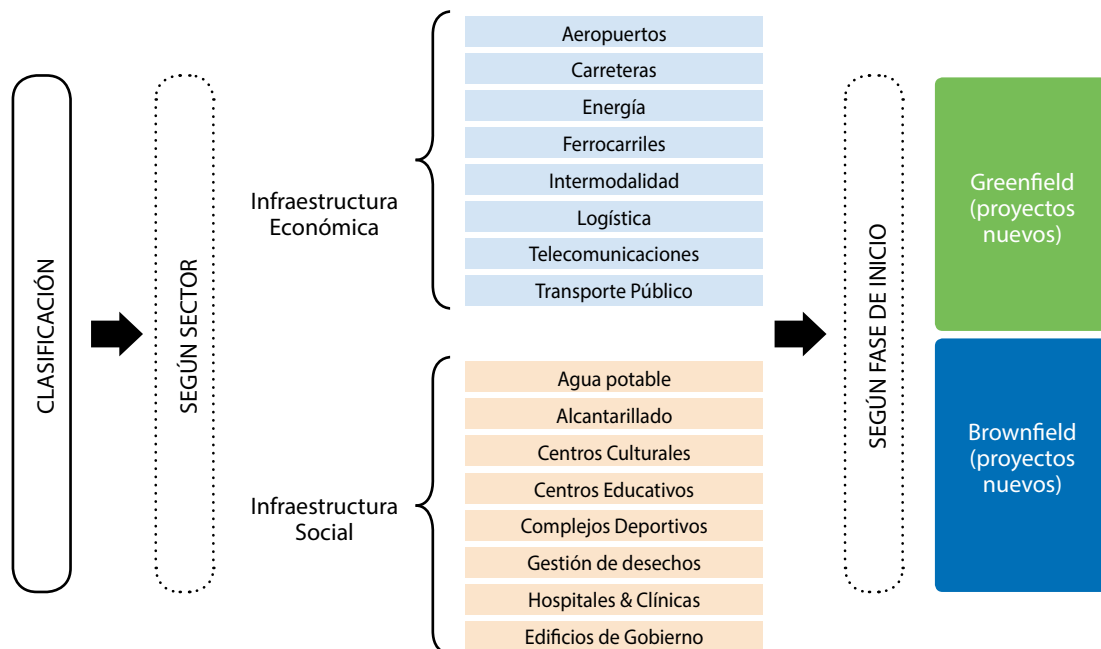 CLASIFICACIÓN
SEGÚN SECTOR
Infraestructura
Económica
Aeropuertos
Carreteras
Energía
Ferrocarriles
Intermodalidad
Logística
Telecomunicaciones
Transporte Público
Infraestructura
Social
Agua potable
Alcantarillado
Centros Culturales
Centros Educativos
Complejos Deportivos
Gestión de desechos
Hospitales & Clínicas
Edificios de Gobierno
SEGÚN FASE DE INICIO
Greenfield
(proyectos
nuevos)
Brownfield
(proyectos
nuevos)